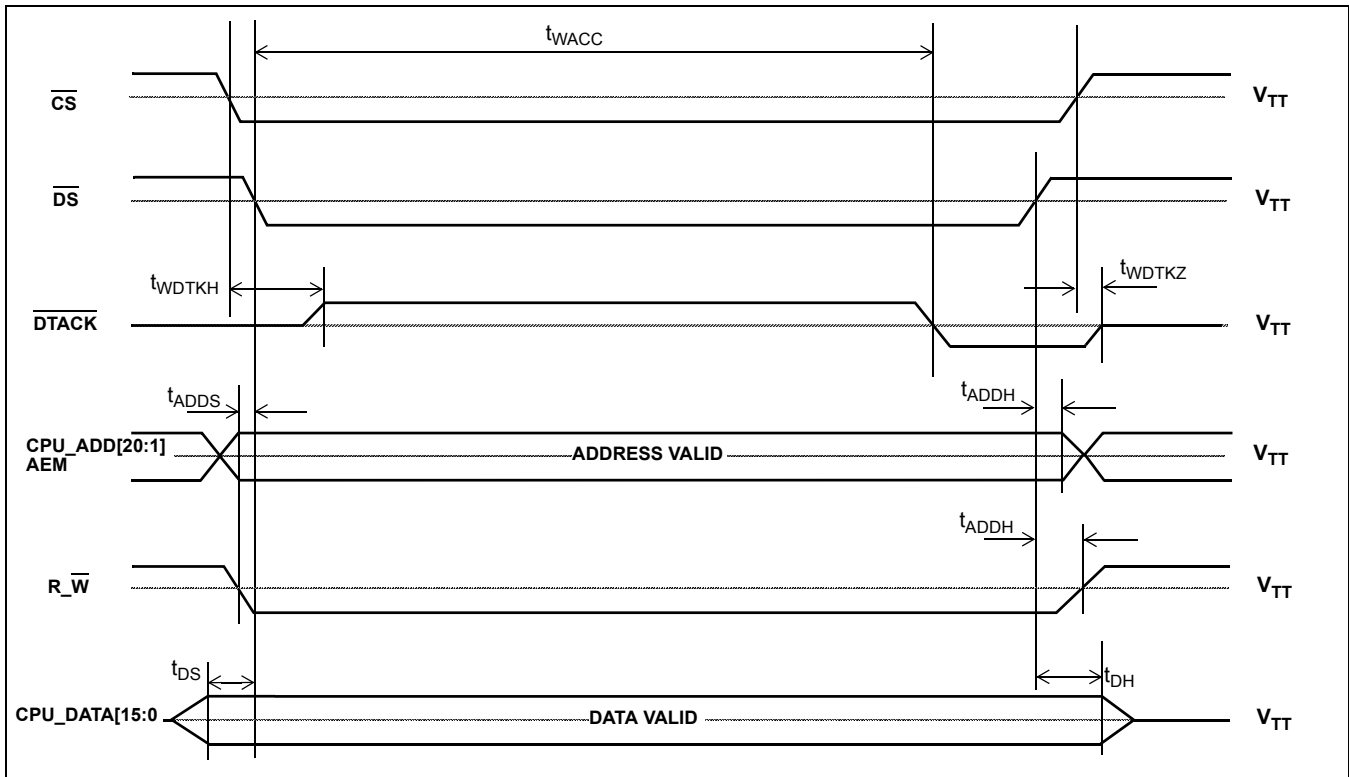 tWACC
CS
VTT
DS
VTT
tWDTKH
tWDTKZ
DTACK
VTT
tADDS
tADDH
CPU_ADD[20:1]
AEM
ADDRESS VALID
VTT
tADDH
R_W
VTT
tDS
tDH
CPU_DATA[15:0
DATA VALID
VTT